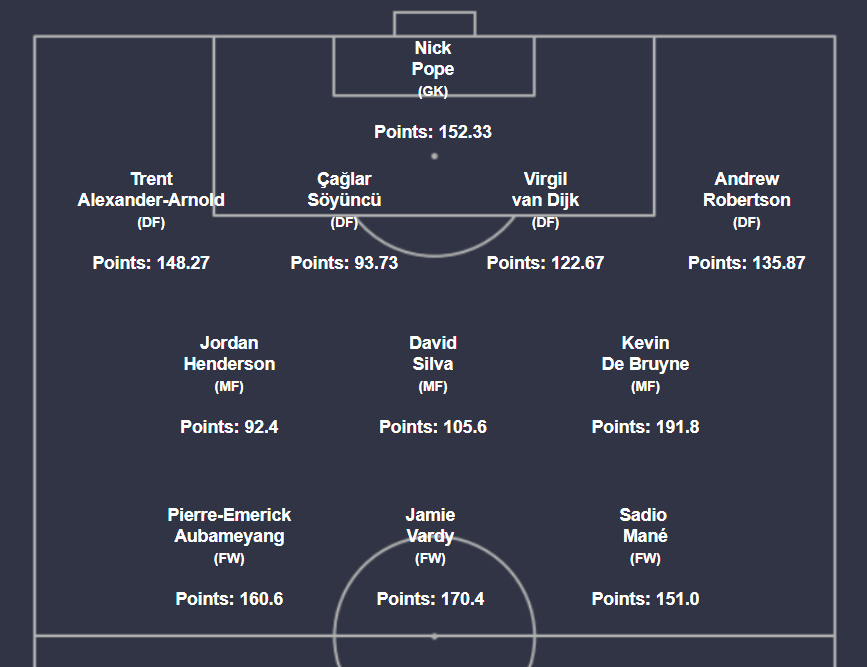 Nick
Pope
(GK)
Points: 152.33
Trent
Alexander-Arnold
(DF)
Points: 148.27
Çağlar
Söyüncü
(DF)
Points: 93.73
Virgil
van Dijk
(DF)
Points: 122.67
Andrew
Robertson
(DF)
Points: 135.87
Jordan
Henderson
(MF)
Points: 92.4
David
Silva
(MF)
Points: 105.6
Kevin
De Bruyne
(MF)
Points: 191.8
Pierre-Emerick
Aubameyang
(FW)
Points: 160.6
Jamie
Vardy
(FW)
Points: 170.4
Sadio
Mané
(FW)
Points: 151.0